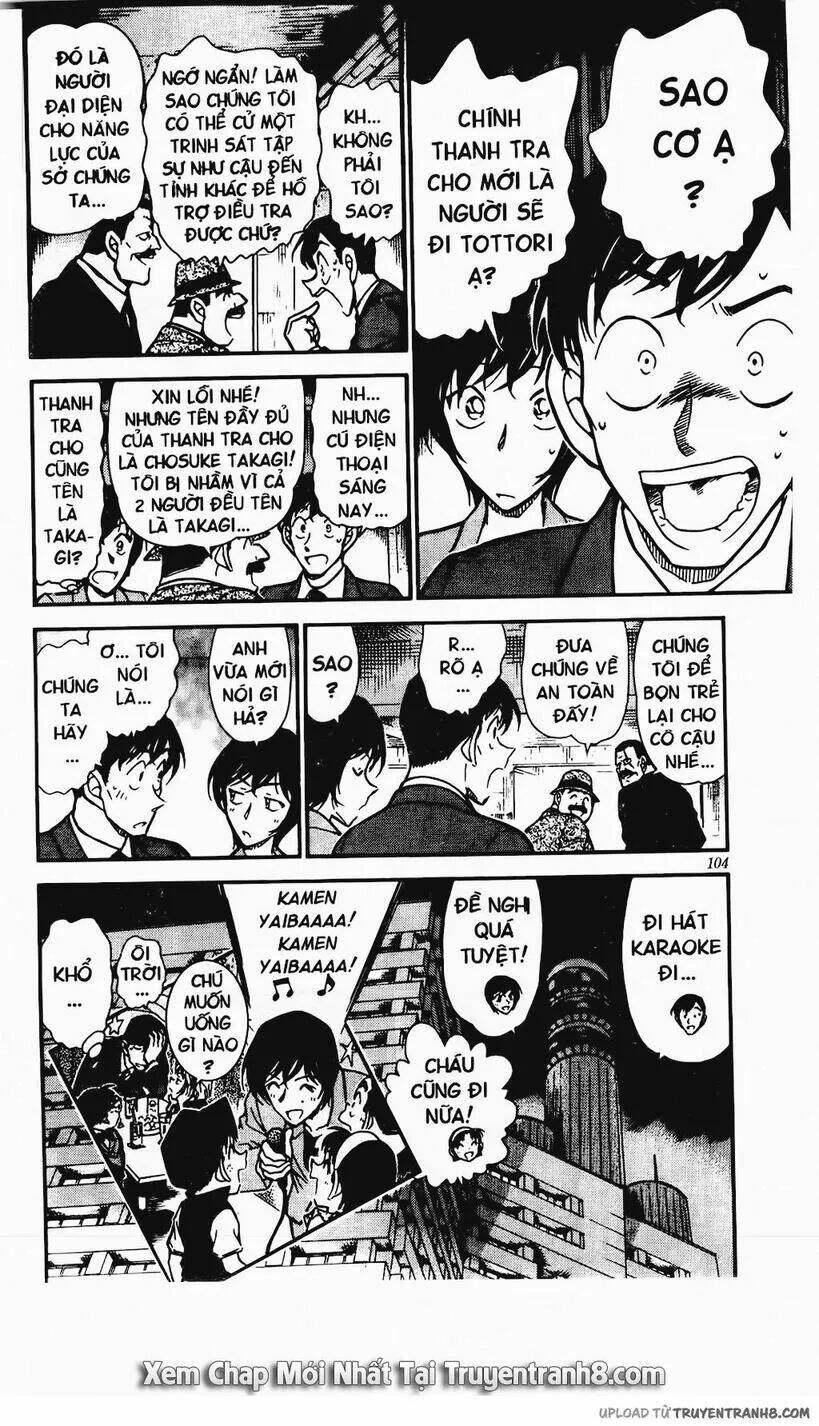 SAO
CƠ Ạ
?
CHÍNH
THANH TRA
CHO MỚI LÀ
NGƯỜI SẼ
ĐI TOTTORI
Ạ?
KH...
KHÔNG
PHẢI
TÔI
SAO?
NGỚ NGẨN! LÀM
SAO CHÚNG TÔI
CÓ THỂ CỬ MỘT
TRINH SÁT TẬP
SỰ NHƯ CẬU ĐẾN
TỈNH KHÁC ĐỂ HỖ
TRỢ ĐIỀU TRA
ĐƯỢC CHỨ?
ĐÓ LÀ
NGƯỜI
ĐẠI DIỆN
CHO NĂNG
LỰC CỦA
SỞ CHÚNG
TA...
NH...
NHƯNG
CÚ ĐIỆN
THOẠI
SÁNG
NAY...
XIN LỖI NHÉ!
NHƯNG TÊN ĐẦY ĐỦ
CỦA THANH TRA CHO
LÀ CHOSUKE TAKAGI!
TÔI BỊ NHẦM VÌ CẢ
2 NGƯỜI ĐỀU TÊN
LÀ TAKAGI...
THANH
TRA
CHO
CŨNG
TÊN
LÀ
TAKA-
GI?
CHÚNG
TÔI ĐỂ
BỌN TRẺ
LẠI CHO
CÔ CẬU
NHÉ...
ĐƯA
CHÚNG VỀ
AN TOÀN
ĐẤY!
R...
RÕ Ạ
...
SAO
?
ANH
VỪA MỚI
NÓI GÌ
HẢ?
Ơ... TÔI
NÓI
LÀ...
CHÚNG
TA
HÃY
...
104
ĐI HÁT
KARAOKE
ĐI...
ĐỀ NGHỊ
QUÁ
TUYỆT!
CHÁU
CŨNG ĐI
NỮA!
KAMEN
YAIBAAAA!
KAMEN
YAIBAAAA!
CHÚ
MUỐN
UỐNG
GÌ NÀO
?
ÔI
TRỜI...
KHỔ
...
Xem Chap Mới Nhất Tại Truyentranh8.com
UPLOAD TỪ TRUYENTRANH8.COM